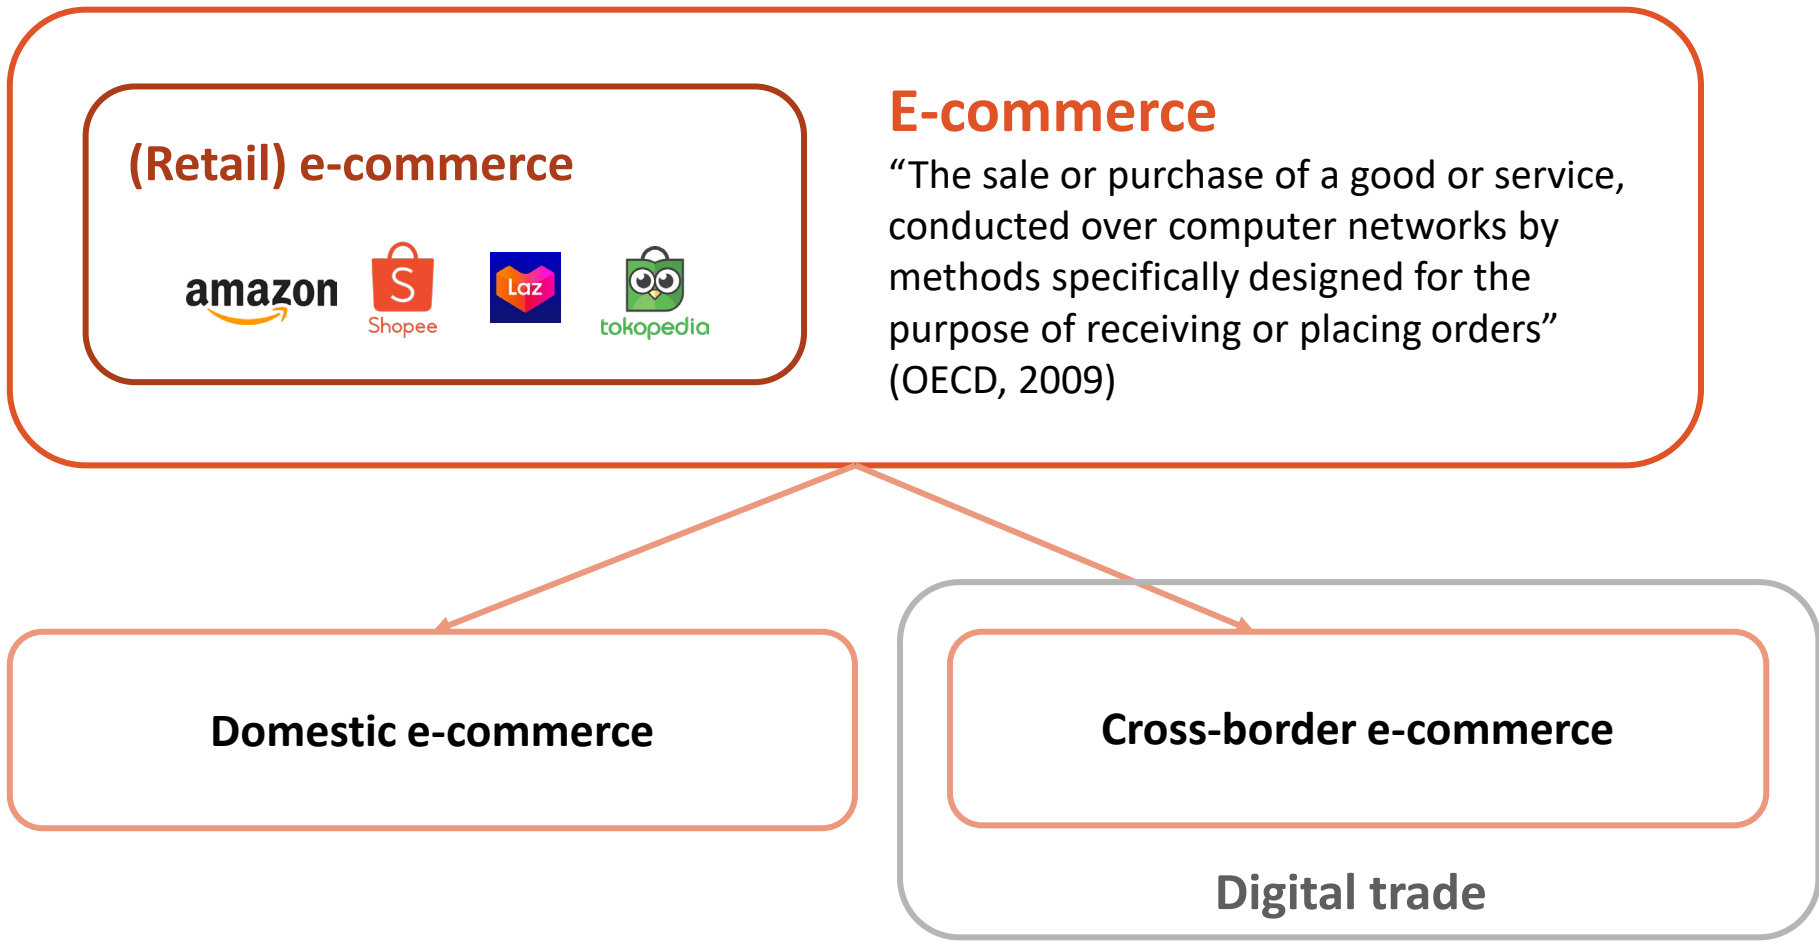 (Retail) e-commerce
amazon
Shopee
Laz
tokopedia
E-commerce
“The sale or purchase of a good or service,
conducted over computer networks by
methods specifically designed for the
purpose of receiving or placing orders”
(OECD, 2009)
Domestic e-commerce
Cross-border e-commerce
Digital trade